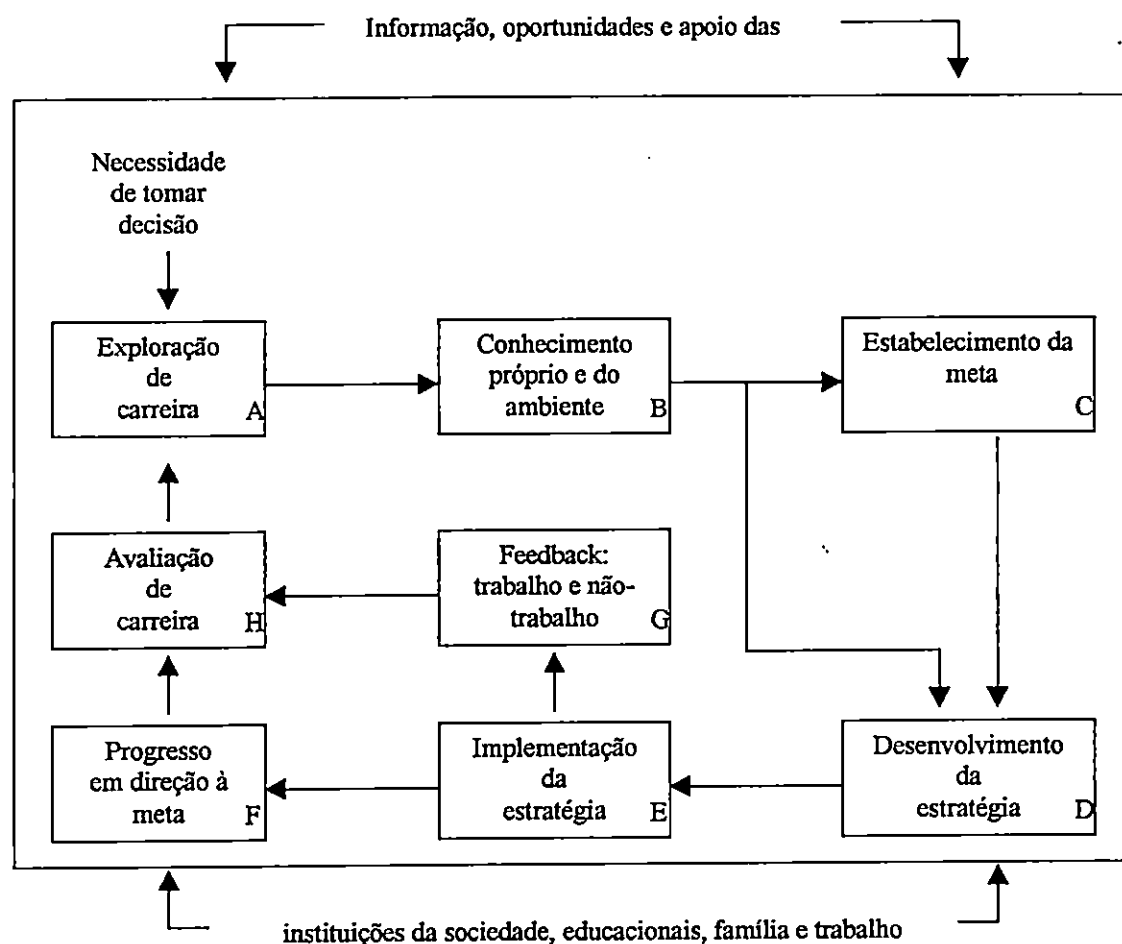 Informação, oportunidades e apoio das
Necessidade
de tomar
decisão
Exploração
de
carreira
A
Conhecimento
próprio e do
ambiente
B
Estabelecimento da
meta
C
Avaliação
de
carreira
H
Feedback:
trabalho e não-
trabalho
G
Progresso
em direção à
meta
F
Implementação
da
estratégia
E
Desenvolvimento
da
estratégia
D
instituições da sociedade, educacionais, família e trabalho